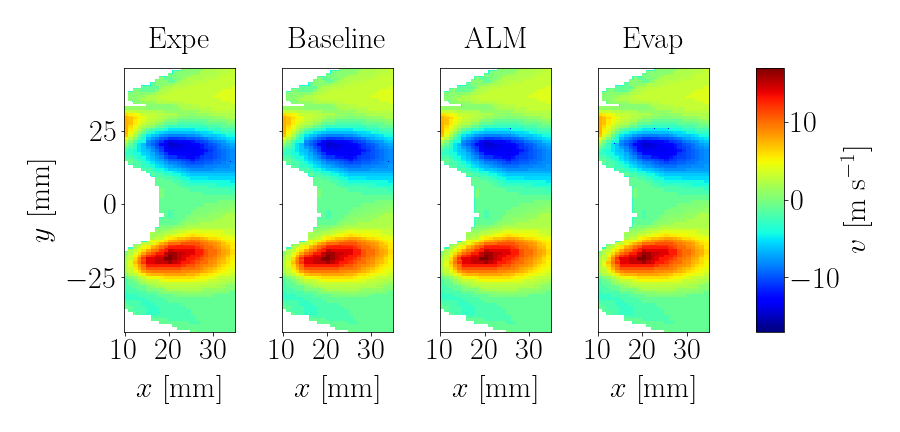 Expe Baseline ALM Evap
25
0
−25
y [mm]
10 20 30 10 20 30 10 20 30 10 20 30
x [mm] x [mm] x [mm] x [mm]
10
0
−10
v [m s⁻¹]